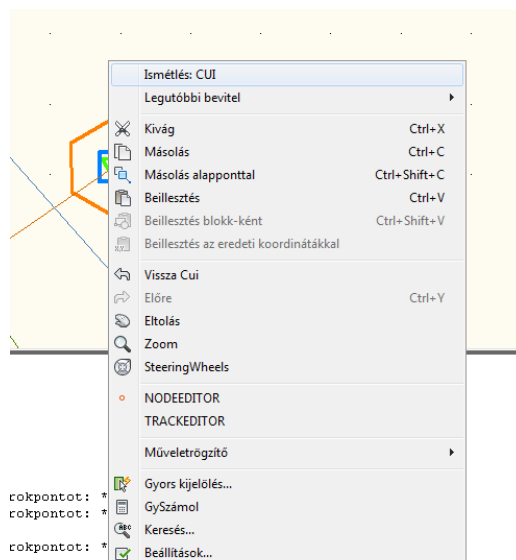 Ismétlés: CUI
Legutóbbi bevitel
Kivág Ctrl+X
Másolás Ctrl+C
Másolás alapponttal Ctrl+Shift+C
Beillesztés Ctrl+V
Beillesztés blokk-ként Ctrl+Shift+V
Beillesztés az eredeti koordinátákkal
Vissza Cui
Előre Ctrl+Y
Eltolás
Zoom
SteeringWheels
NODEEDITOR
TRACKEDITOR
Műveletrögzítő
Gyors kijelölés...
rokpontot: *
GySzámol
rokpontot: *
Keresés...
rokpontot: *
Beállítások...